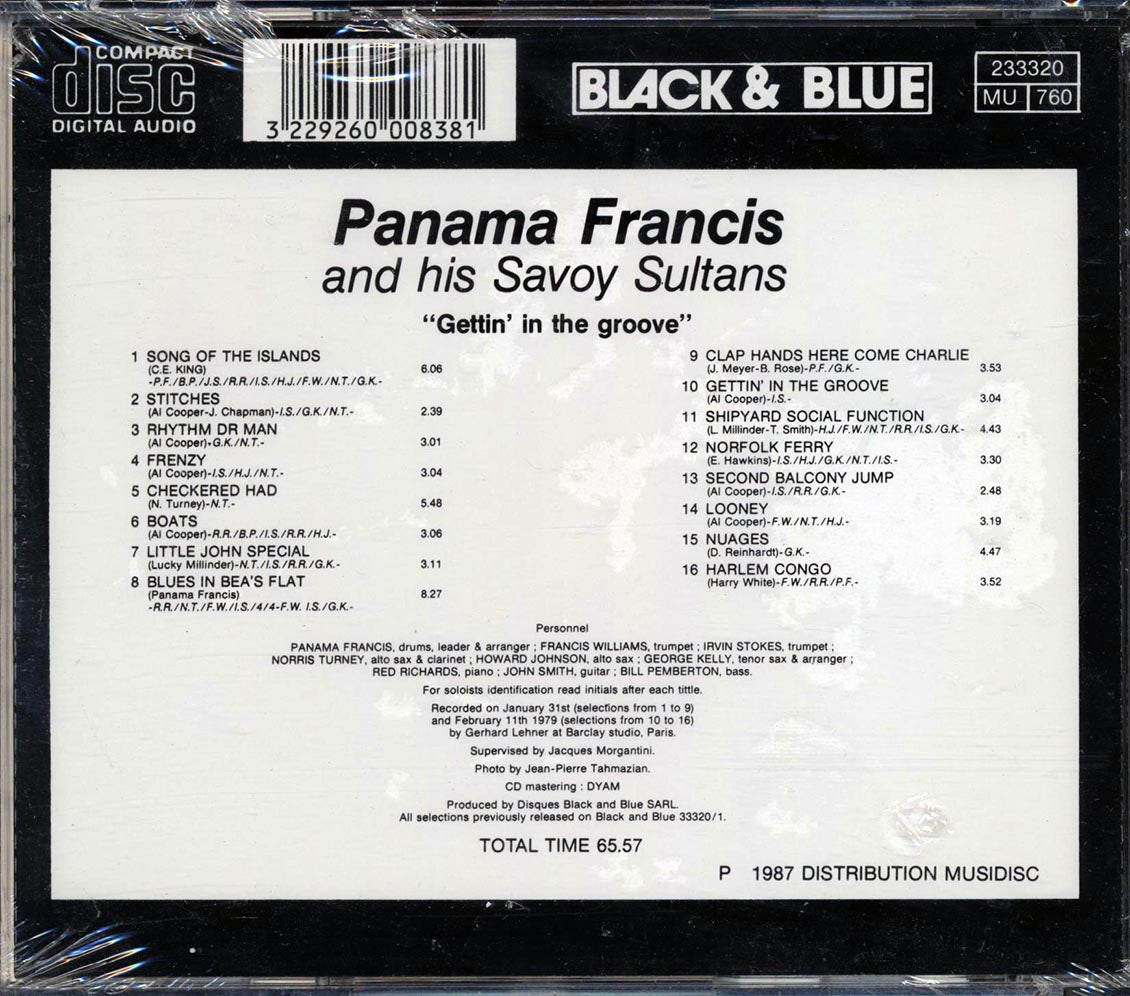 COMPACT
disc
DIGITAL AUDIO
3 229260 008381
BLACK & BLUE
233320
MU 760
Panama Francis
and his Savoy Sultans
“Gettin’ in the groove”
1 SONG OF THE ISLANDS
(C.E. KING) 6.06
-P.F./B.P./J.S./R.R./I.S./H.J./F.W./N.T./G.K.-
2 STITCHES
(Al Cooper-J. Chapman)-I.S./G.K./N.T.- 2.39
3 RHYTHM DR MAN
(Al Cooper)-G.K./N.T.- 3.01
4 FRENZY
(Al Cooper)-I.S./H.J./N.T.- 3.04
5 CHECKERED HAD
(N. Turney)-N.T.- 5.48
6 BOATS
(Al Cooper)-R.R./B.P./I.S./R.R./H.J.- 3.06
7 LITTLE JOHN SPECIAL
(Lucky Millinder)-N.T./I.S./R.R./G.K.- 3.11
8 BLUES IN BEA’S FLAT
(Panama Francis) 8.27
-R.R./N.T./F.W./I.S./4/4-F.W. I.S./G.K.-
9 CLAP HANDS HERE COME CHARLIE
(J. Meyer-B. Rose)-P.F./G.K.- 3.53
10 GETTIN’ IN THE GROOVE
(Al Cooper)-I.S.- 3.04
11 SHIPYARD SOCIAL FUNCTION
(L. Millinder-T. Smith)-H.J./F.W./N.T./R.R./I.S./G.K.- 4.43
12 NORFOLK FERRY
(E. Hawkins)-I.S./H.J./G.K./N.T./I.S.- 3.30
13 SECOND BALCONY JUMP
(Al Cooper)-I.S./R.R./G.K.- 2.48
14 LOONEY
(Al Cooper)-F.W./N.T./H.J.- 3.19
15 NUAGES
(D. Reinhardt)-G.K.- 4.47
16 HARLEM CONGO
(Harry White)-F.W./R.R./P.F.- 3.52
Personnel
PANAMA FRANCIS, drums, leader & arranger ; FRANCIS WILLIAMS, trumpet ; IRVIN STOKES, trumpet ;
NORRIS TURNEY, alto sax & clarinet ; HOWARD JOHNSON, alto sax ; GEORGE KELLY, tenor sax & arranger ;
RED RICHARDS, piano ; JOHN SMITH, guitar ; BILL PEMBERTON, bass.
For soloists identification read initials after each tittle.
Recorded on January 31st (selections from 1 to 9)
and February 11th 1979 (selections from 10 to 16)
by Gerhard Lehner at Barclay studio, Paris.
Supervised by Jacques Morgantini.
Photo by Jean-Pierre Tahmazian.
CD mastering : DYAM
Produced by Disques Black and Blue SARL.
All selections previously released on Black and Blue 33320/1.
TOTAL TIME 65.57
P 1987 DISTRIBUTION MUSIDISC